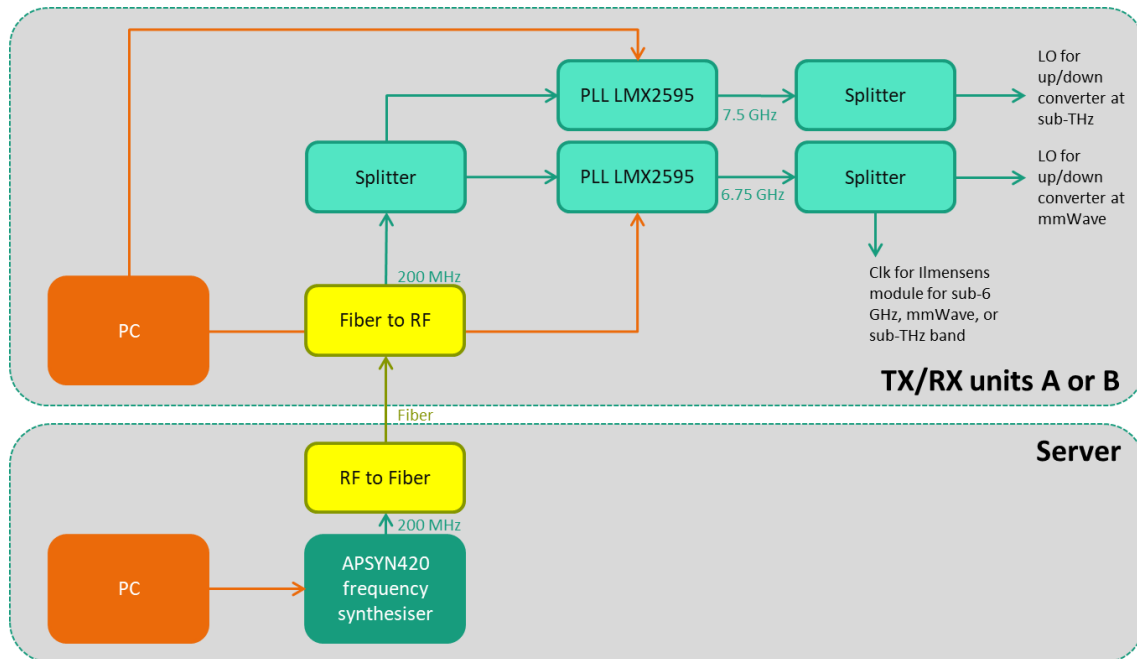 PLL LMX2595
7.5 GHz
Splitter
LO for
up/down
converter at
sub-THz
Splitter
PLL LMX2595
6.75 GHz
Splitter
LO for
up/down
converter at
mmWave
200 MHz
Clk for Ilmensens
module for sub-6
GHz, mmWave, or
sub-THz band
PC
Fiber to RF
TX/RX units A or B
Fiber
Server
RF to Fiber
200 MHz
PC
APSYN420
frequency
synthesiser